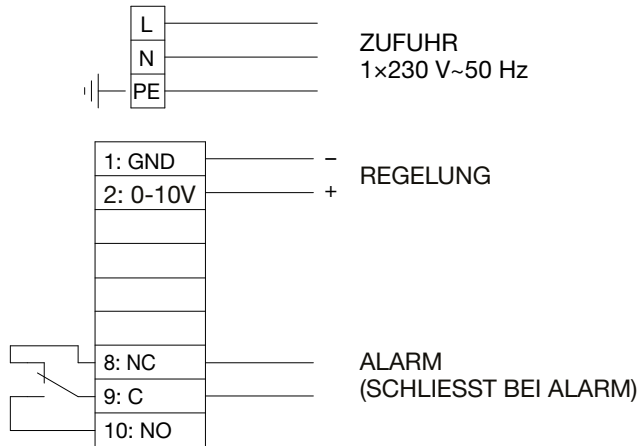 L
N
PE
ZUFUHR
1×230 V~50 Hz
1: GND
2: 0-10V
–
+
REGELUNG
8: NC
9: C
10: NO
ALARM
(SCHLIESST BEI ALARM)